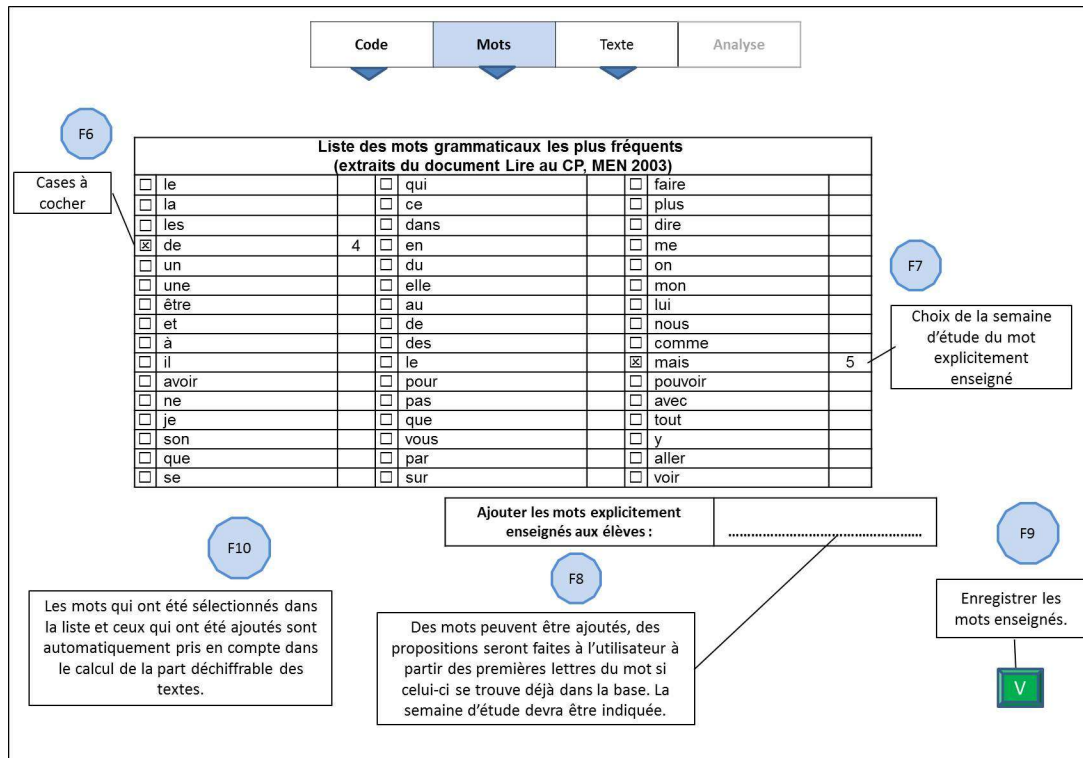 Code Mots Texte Analyse
F6
Liste des mots grammaticaux les plus fréquents
(extraits du document Lire au CP, MEN 2003)
Cases à
cocher
☐ le ☐ qui ☐ faire
☐ la ☐ ce ☐ plus
☐ les ☐ dans ☐ dire
☒ de 4 ☐ en ☐ me
☐ un ☐ du ☐ on
☐ une ☐ elle ☐ mon
☐ être ☐ au ☐ lui
☐ et ☐ de ☐ nous
☐ à ☐ des ☐ comme
☐ il ☐ le ☒ mais 5
☐ avoir ☐ pour ☐ pouvoir
☐ ne ☐ pas ☐ avec
☐ je ☐ que ☐ tout
☐ son ☐ vous ☐ y
☐ que ☐ par ☐ aller
☐ se ☐ sur ☐ voir
F7
Choix de la semaine
d'étude du mot
explicitement
enseigné
Ajouter les mots explicitement
enseignés aux élèves : ..................................................
F10
Les mots qui ont été sélectionnés dans
la liste et ceux qui ont été ajoutés sont
automatiquement pris en compte dans
le calcul de la part déchiffrable des
textes.
F8
Des mots peuvent être ajoutés, des
propositions seront faites à l'utilisateur à
partir des premières lettres du mot si
celui-ci se trouve déjà dans la base. La
semaine d'étude devra être indiquée.
F9
Enregistrer les
mots enseignés.
V